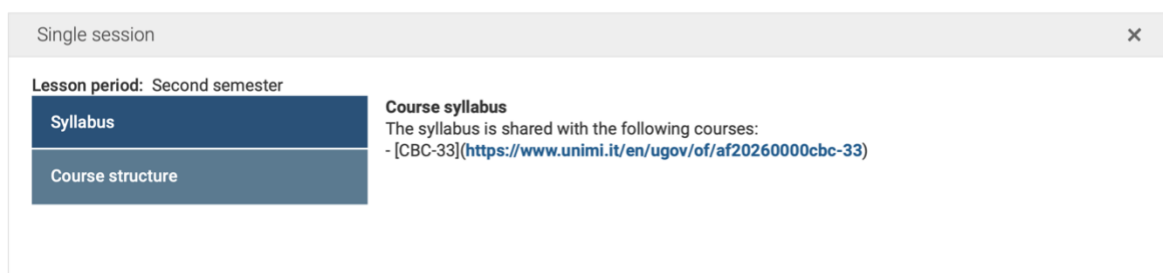 Single session
×
Lesson period: Second semester
Syllabus
Course structure
Course syllabus
The syllabus is shared with the following courses:
- [CBC-33](https://www.unimi.it/en/ugov/of/af20260000cbc-33)